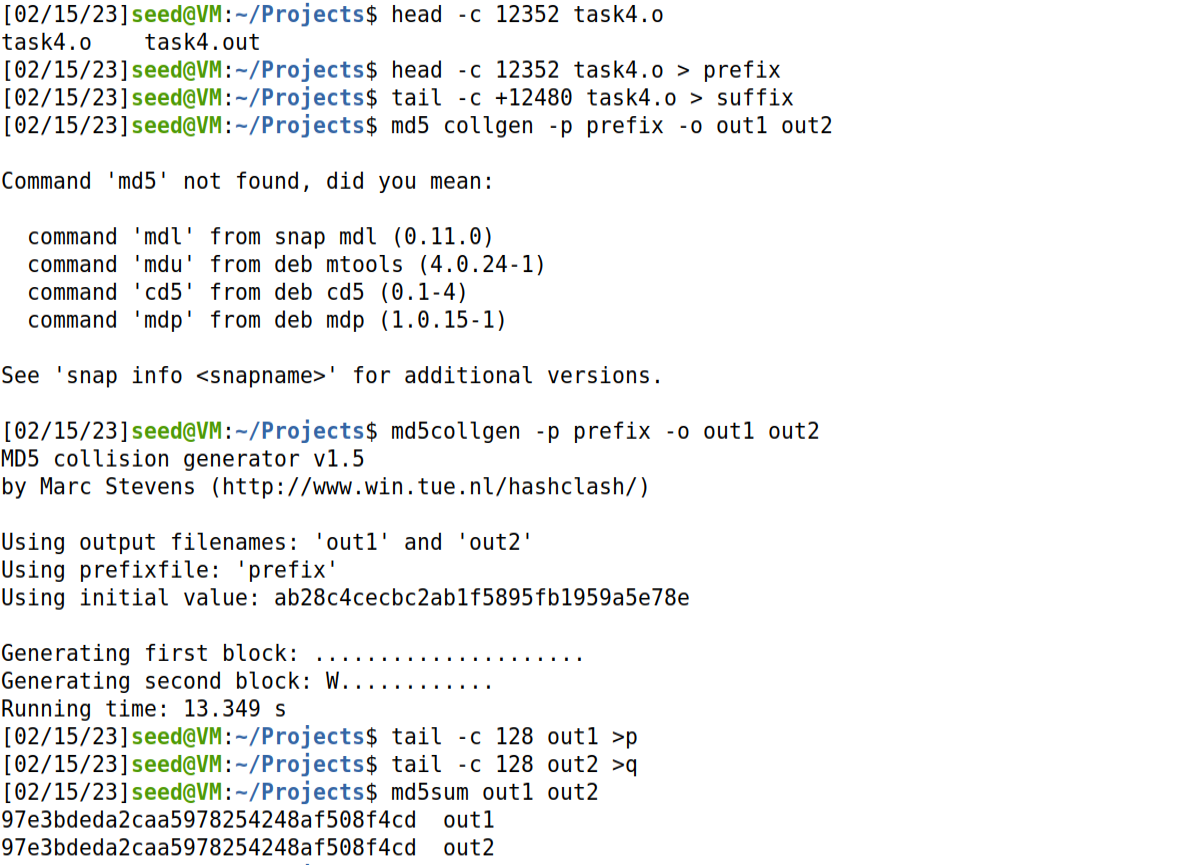 [02/15/23]seed@VM:~/Projects$ head -c 12352 task4.o
task4.o    task4.out
[02/15/23]seed@VM:~/Projects$ head -c 12352 task4.o > prefix
[02/15/23]seed@VM:~/Projects$ tail -c +12480 task4.o > suffix
[02/15/23]seed@VM:~/Projects$ md5 collgen -p prefix -o out1 out2
Command 'md5' not found, did you mean:
  command 'mdl' from snap mdl (0.11.0)
  command 'mdu' from deb mtools (4.0.24-1)
  command 'cd5' from deb cd5 (0.1-4)
  command 'mdp' from deb mdp (1.0.15-1)
See 'snap info <snapname>' for additional versions.
[02/15/23]seed@VM:~/Projects$ md5collgen -p prefix -o out1 out2
MD5 collision generator v1.5
by Marc Stevens (http://www.win.tue.nl/hashclash/)
Using output filenames: 'out1' and 'out2'
Using prefixfile: 'prefix'
Using initial value: ab28c4cecbc2ab1f5895fb1959a5e78e
Generating first block: .....................
Generating second block: W............
Running time: 13.349 s
[02/15/23]seed@VM:~/Projects$ tail -c 128 out1 >p
[02/15/23]seed@VM:~/Projects$ tail -c 128 out2 >q
[02/15/23]seed@VM:~/Projects$ md5sum out1 out2
97e3bdeda2caa5978254248af508f4cd  out1
97e3bdeda2caa5978254248af508f4cd  out2